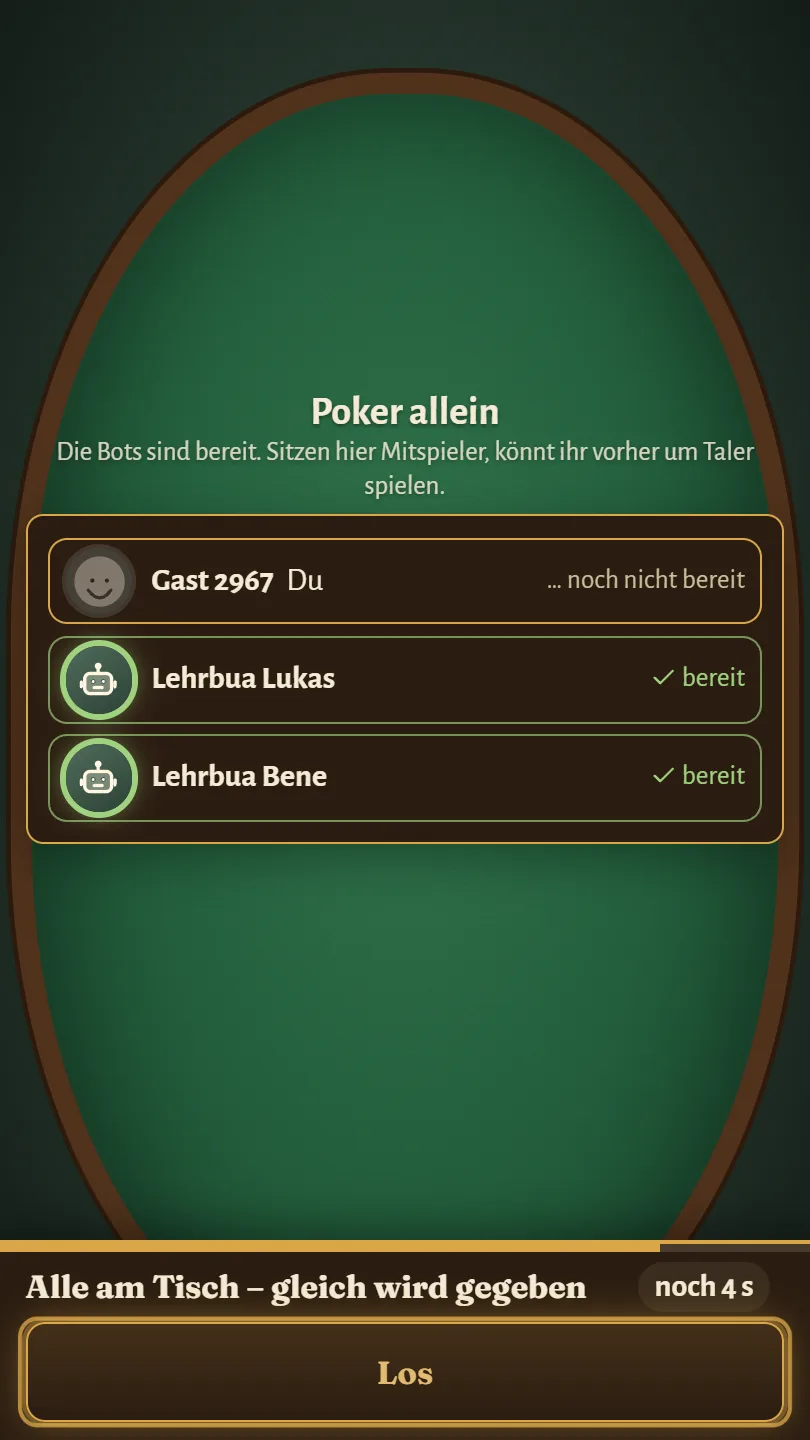 Poker allein
Die Bots sind bereit. Sitzen hier Mitspieler, könnt ihr vorher um Taler
spielen.
Gast 2967 Du ... noch nicht bereit
Lehrbua Lukas ✓ bereit
Lehrbua Bene ✓ bereit
Alle am Tisch – gleich wird gegeben noch 4 s
Los